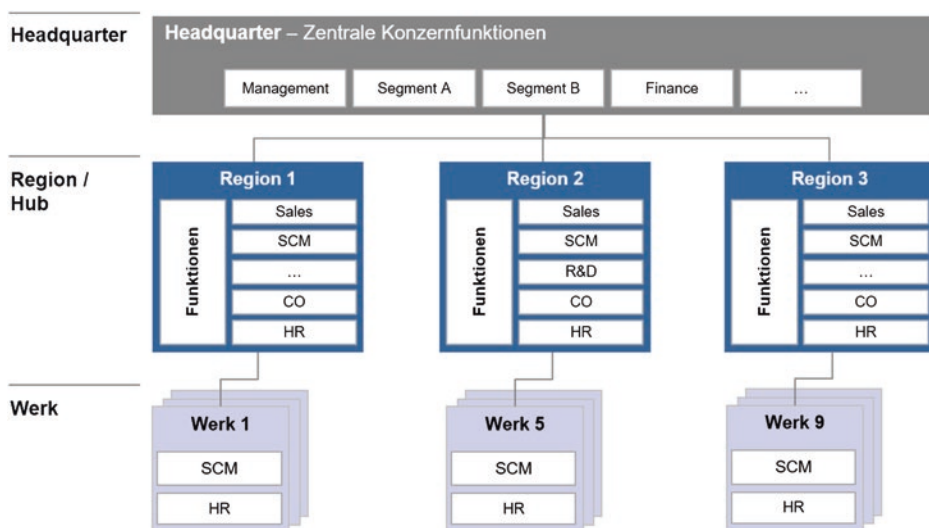 Headquarter
Headquarter – Zentrale Konzernfunktionen
Management
Segment A
Segment B
Finance
...
Region /
Hub
Region 1
Funktionen
Sales
SCM
...
CO
HR
Region 2
Funktionen
Sales
SCM
R&D
CO
HR
Region 3
Funktionen
Sales
SCM
...
CO
HR
Werk
Werk 1
SCM
HR
Werk 5
SCM
HR
Werk 9
SCM
HR